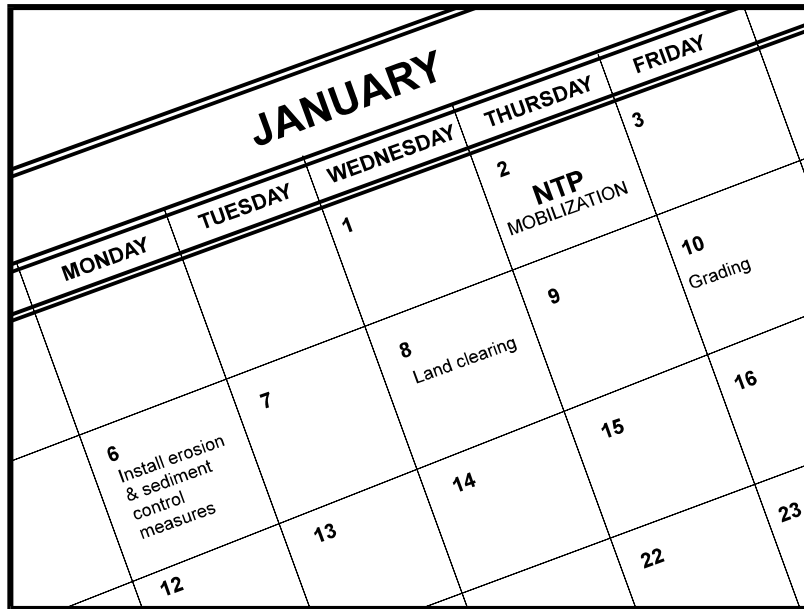 JANUARY
MONDAY
TUESDAY
WEDNESDAY
THURSDAY
FRIDAY
1
2
NTP
MOBILIZATION
3
6
Install erosion
& sediment
control
measures
7
8
Land clearing
9
10
Grading
12
13
14
15
16
22
23